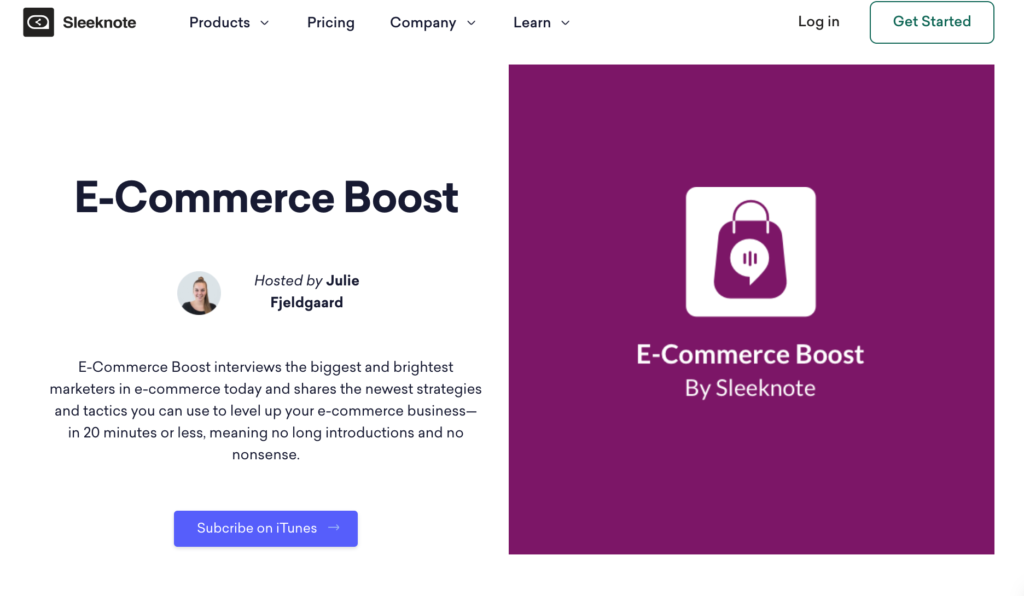 Sleeknote
Products
Pricing
Company
Learn
Log in
Get Started
E-Commerce Boost
Hosted by Julie
Fjeldgaard
E-Commerce Boost interviews the biggest and brightest
marketers in e-commerce today and shares the newest strategies
and tactics you can use to level up your e-commerce business—
in 20 minutes or less, meaning no long introductions and no
nonsense.
Subcribe on iTunes →
E-Commerce Boost
By Sleeknote